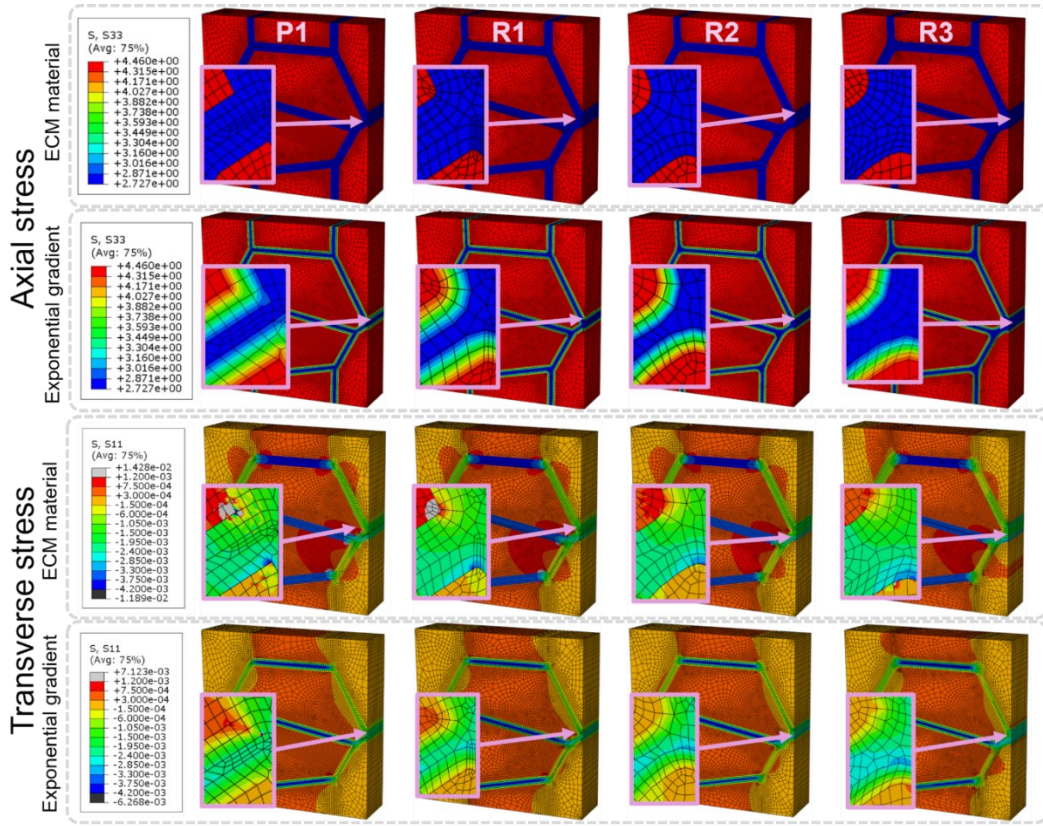 P1 R1 R2 R3
Axial stress
ECM material
S, S33
(Avg: 75%)
+4.460e+00
+4.315e+00
+4.171e+00
+4.027e+00
+3.882e+00
+3.738e+00
+3.593e+00
+3.449e+00
+3.304e+00
+3.160e+00
+3.016e+00
+2.871e+00
+2.727e+00
Exponential gradient
S, S33
(Avg: 75%)
+4.460e+00
+4.315e+00
+4.171e+00
+4.027e+00
+3.882e+00
+3.738e+00
+3.593e+00
+3.449e+00
+3.304e+00
+3.160e+00
+3.016e+00
+2.871e+00
+2.727e+00
Transverse stress
ECM material
S, S11
(Avg: 75%)
+1.428e-02
+1.200e-03
+7.500e-04
+3.000e-04
-1.500e-04
-6.000e-04
-1.050e-03
-1.500e-03
-1.950e-03
-2.400e-03
-2.850e-03
-3.300e-03
-3.750e-03
-4.200e-03
-1.189e-02
Exponential gradient
S, S11
(Avg: 75%)
+7.123e-03
+1.200e-03
+7.500e-04
+3.000e-04
-1.500e-04
-6.000e-04
-1.050e-03
-1.500e-03
-1.950e-03
-2.400e-03
-2.850e-03
-3.300e-03
-3.750e-03
-4.200e-03
-6.268e-03